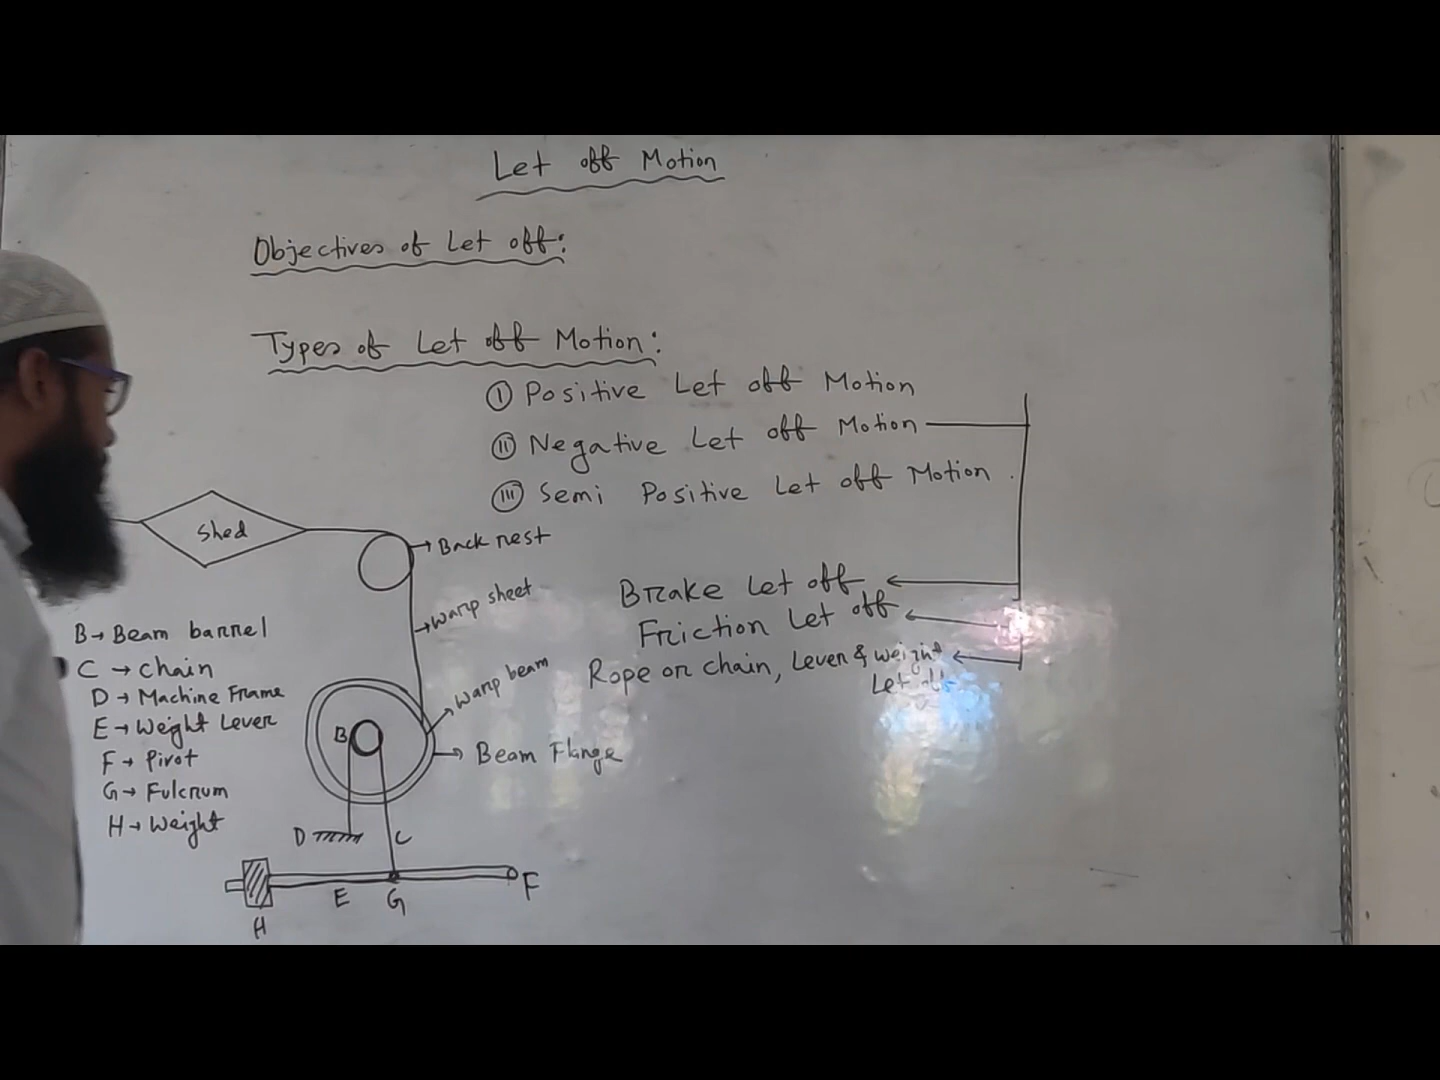 Let off Motion
Objectives of Let off:
Types of Let off Motion:
① Positive Let off Motion
⑪ Negative Let off Motion
⑪⑪ Semi Positive Let off Motion
Shed
Back rest
Warp sheet
Brake Let off
Friction Let off
Rope or chain, Lever & weight
Let off
B → Beam barrel
C → Chain
D → Machine Frame
E → Weight Lever
F → Pivot
G → Fulcrum
H → Weight
Warp beam
B
Beam Flange
D
C
E
G
F
H